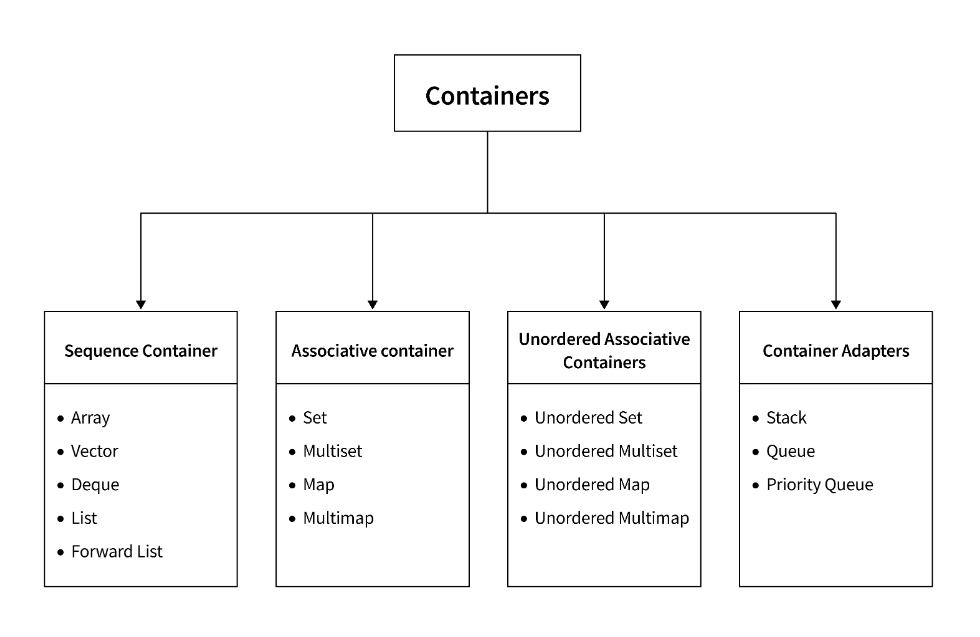 Containers
Sequence Container
• Array
• Vector
• Deque
• List
• Forward List
Associative container
• Set
• Multiset
• Map
• Multimap
Unordered Associative
Containers
• Unordered Set
• Unordered Multiset
• Unordered Map
• Unordered Multimap
Container Adapters
• Stack
• Queue
• Priority Queue